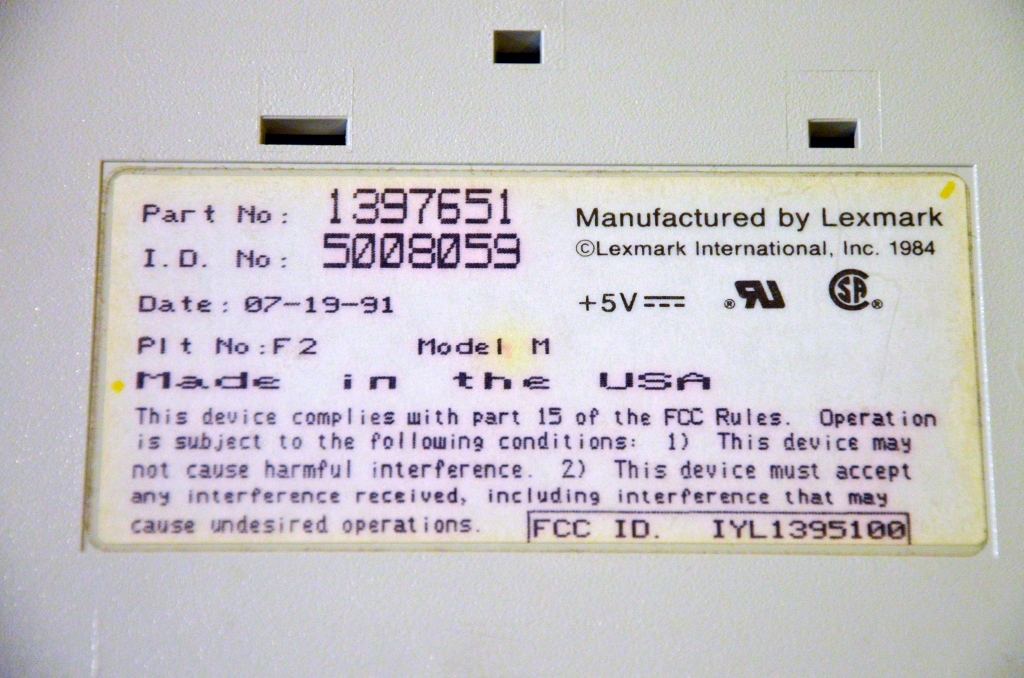 Part No: 1397651
I.D. No: 5008059
Manufactured by Lexmark
©Lexmark International, Inc. 1984
Date: 07-19-91
+5V
Plt No:F2 Model M
Made in the USA
This device complies with part 15 of the FCC Rules. Operation
is subject to the following conditions: 1) This device may
not cause harmful interference. 2) This device must accept
any interference received, including interference that may
cause undesired operations.
FCC ID. IYL1395100